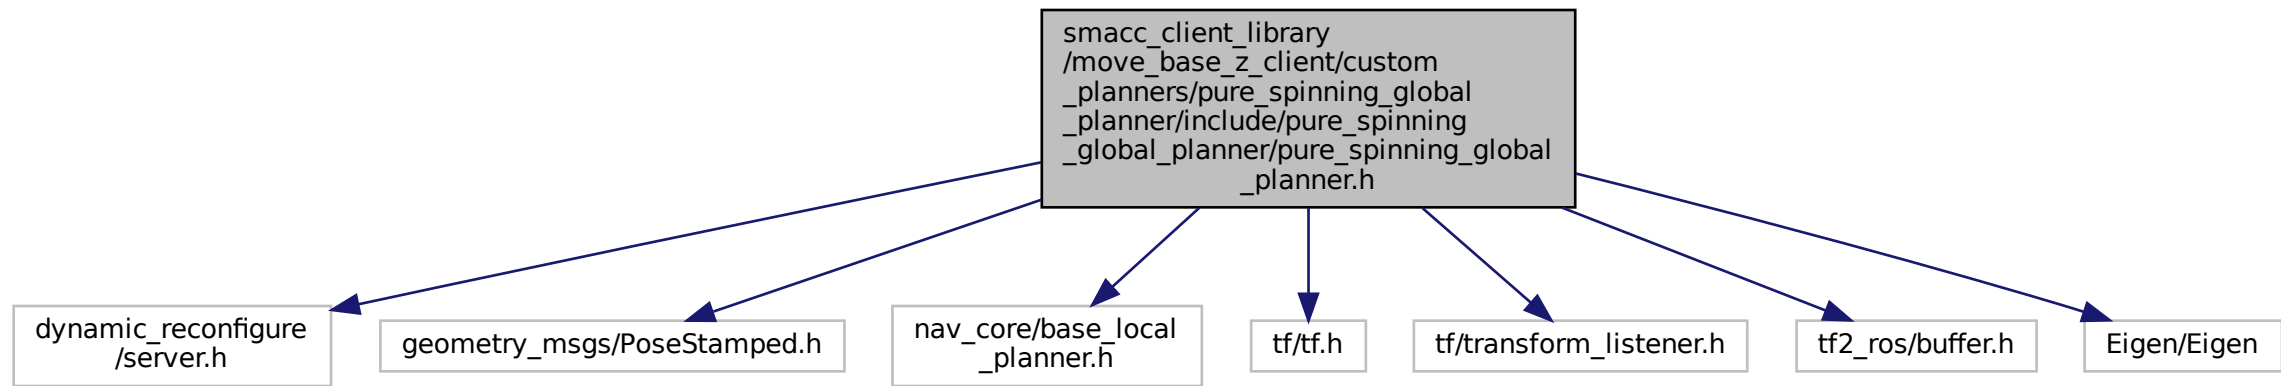 smacc_client_library
/move_base_z_client/custom
_planners/pure_spinning_global
_planner/include/pure_spinning
_global_planner/pure_spinning_global
_planner.h
dynamic_reconfigure
/server.h
geometry_msgs/PoseStamped.h
nav_core/base_local
_planner.h
tf/tf.h
tf/transform_listener.h
tf2_ros/buffer.h
Eigen/Eigen